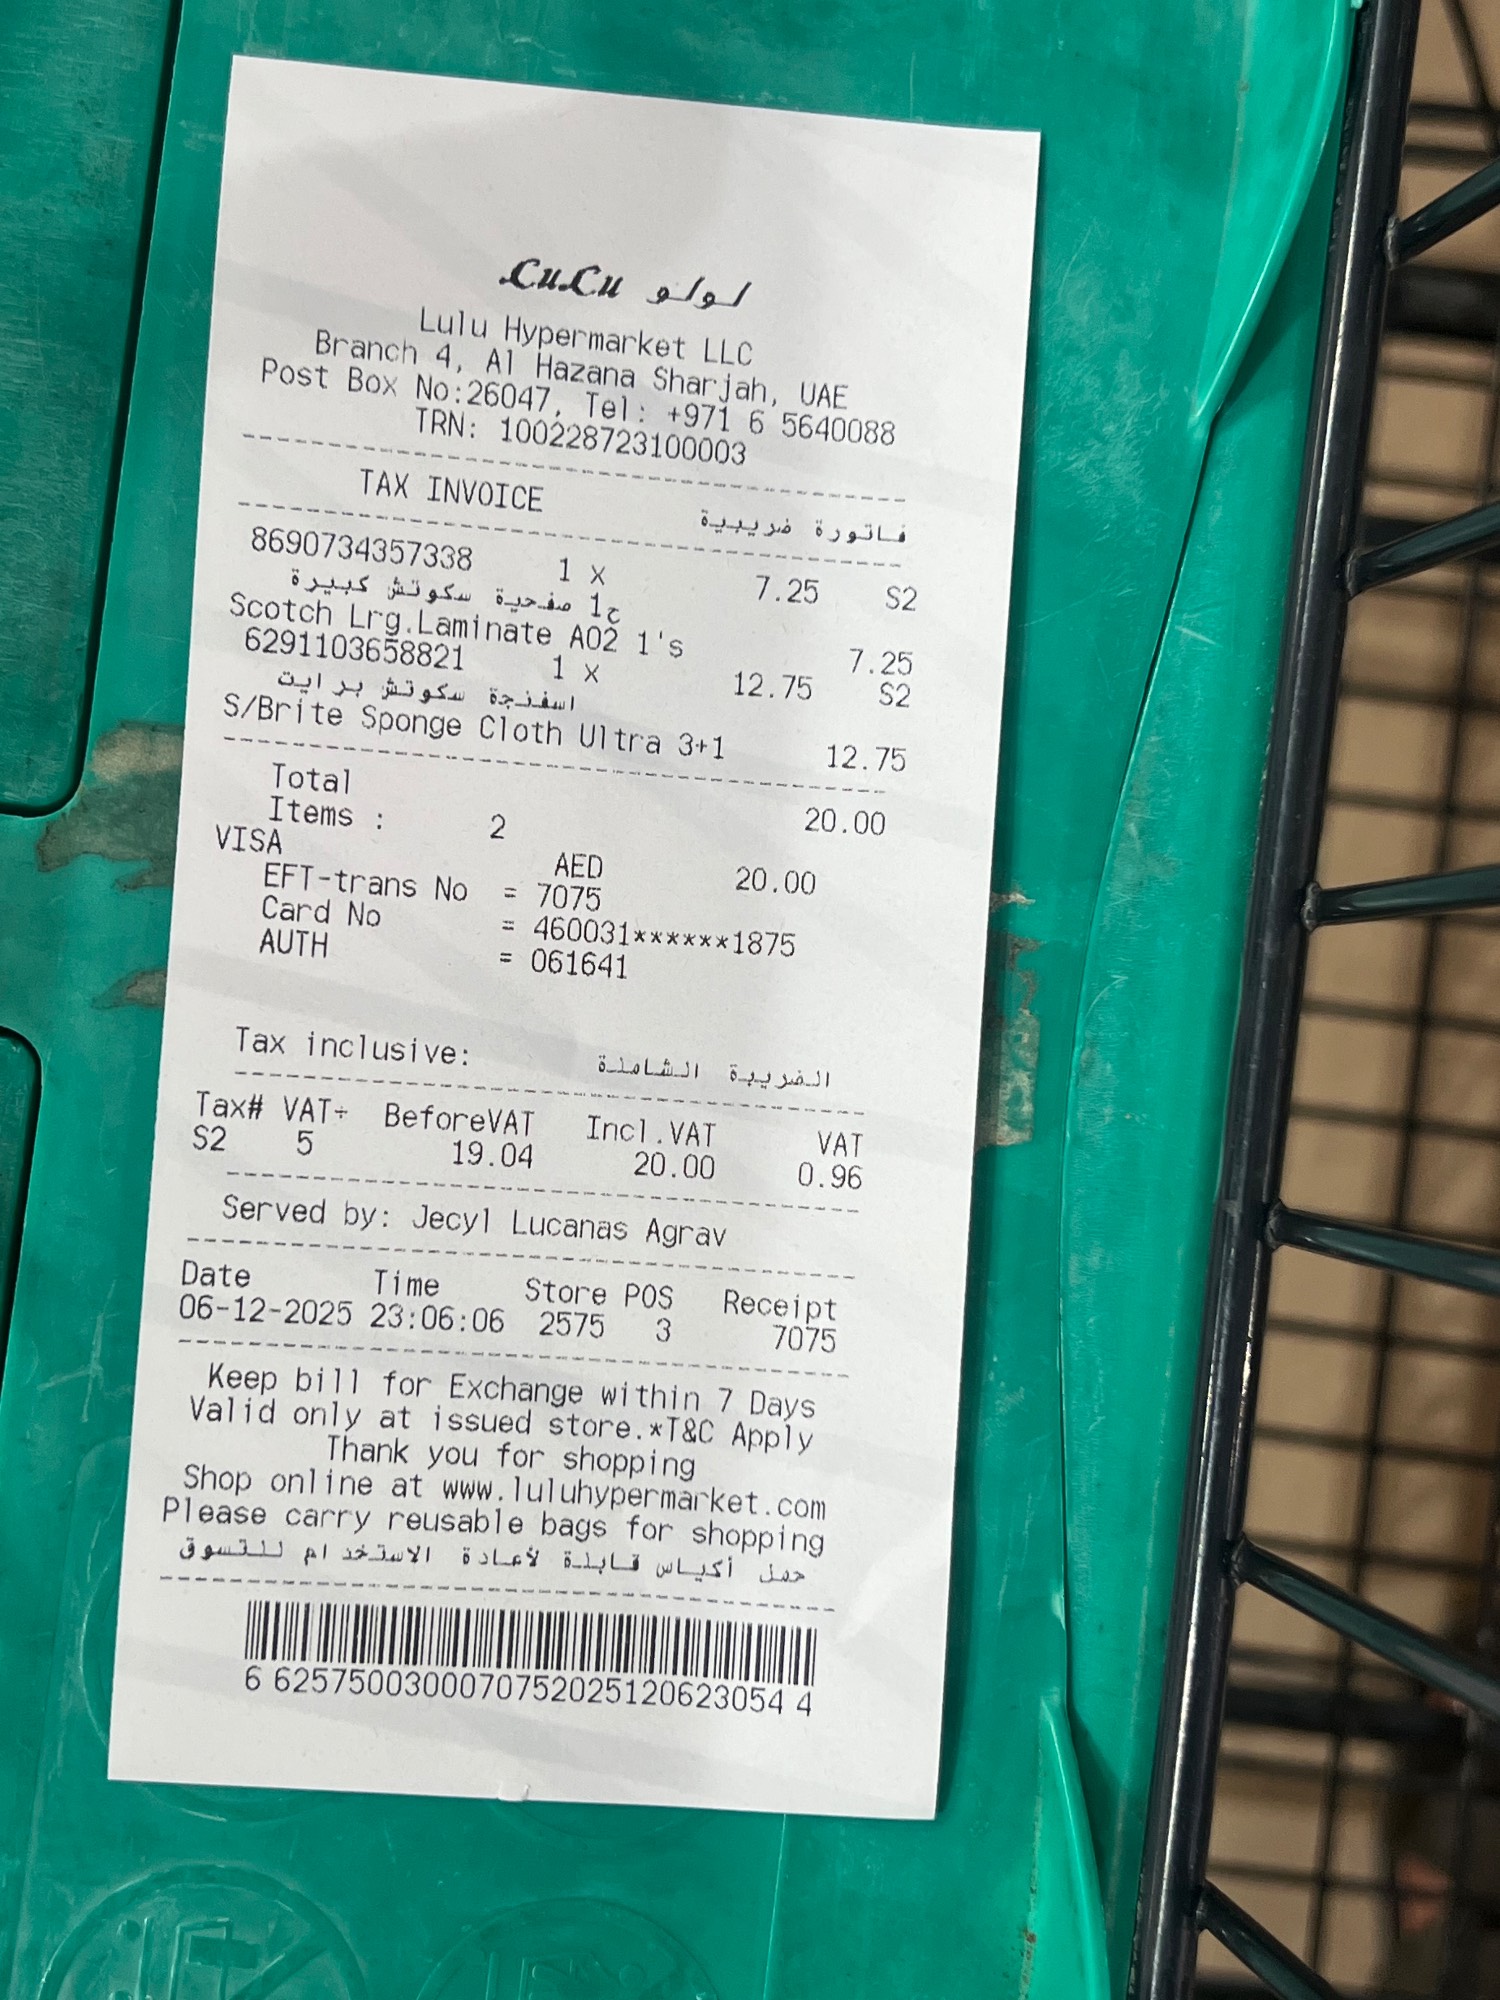 LuLu لولو
Lulu Hypermarket LLC
Branch 4, Al Hazana Sharjah, UAE
Post Box No:26047, Tel: +971 6 5640088
TRN: 100228723100003
TAX INVOICE فاتورة ضريبية
8690734357338 1 X 7.25 S2
سكوتش كبيرة صفحية 1ح
Scotch Lrg.Laminate A02 1's 7.25
6291103658821 1 X 12.75 S2
اسفنجة سكوتش برايت
S/Brite Sponge Cloth Ultra 3+1 12.75
Total 20.00
Items : 2
VISA AED 20.00
EFT-trans No = 7075
Card No = 460031******1875
AUTH = 061641
Tax inclusive: الضريبة الشاملة
Tax# VAT÷ BeforeVAT Incl.VAT VAT
S2 5 19.04 20.00 0.96
Served by: Jecyl Lucanas Agrav
Date Time Store POS Receipt
06-12-2025 23:06:06 2575 3 7075
Keep bill for Exchange within 7 Days
Valid only at issued store.*T&C Apply
Thank you for shopping
Shop online at www.luluhypermarket.com
Please carry reusable bags for shopping
حمل أكياس قابلة لأعادة الاستخدام للتسوق
6 6257500300070752025120623054 4